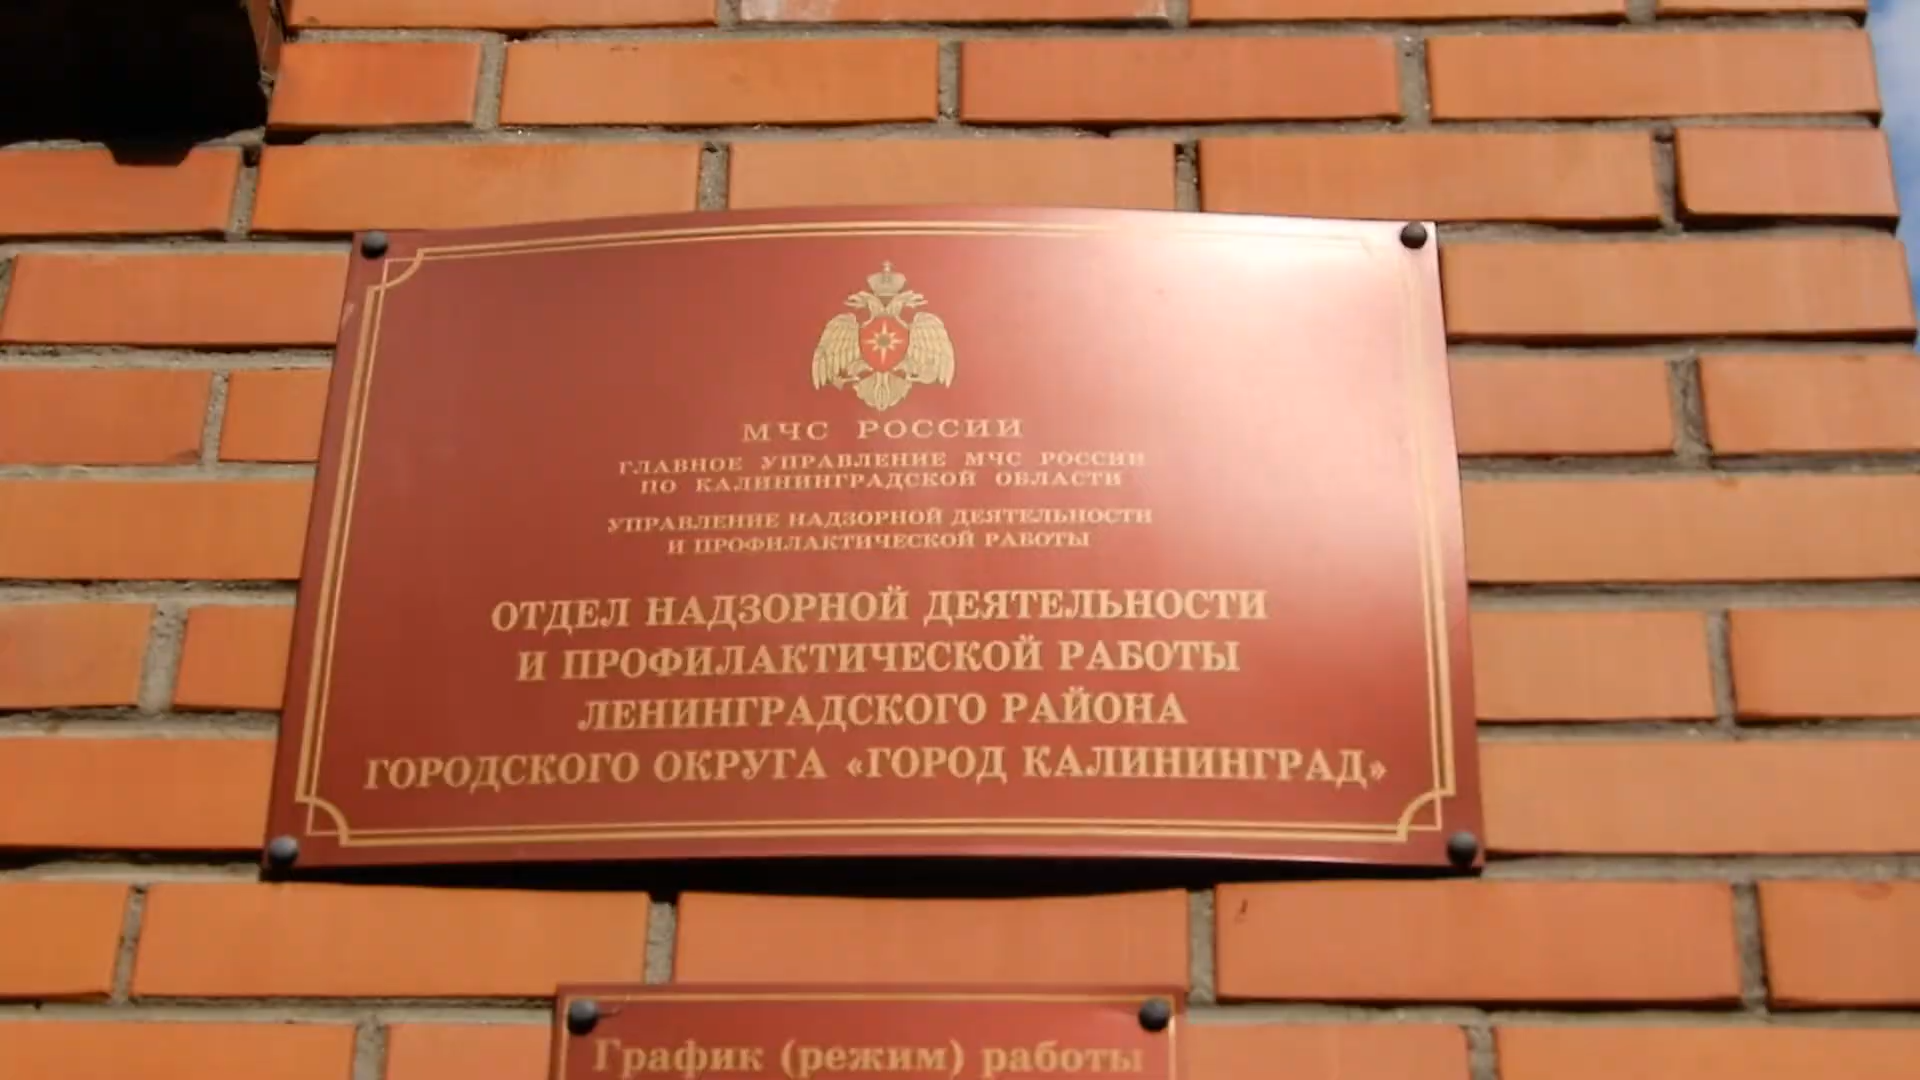 МЧС РОССИИ
ГЛАВНОЕ УПРАВЛЕНИЕ МЧС РОССИИ
ПО КАЛИНИНГРАДСКОЙ ОБЛАСТИ
УПРАВЛЕНИЕ НАДЗОРНОЙ ДЕЯТЕЛЬНОСТИ
И ПРОФИЛАКТИЧЕСКОЙ РАБОТЫ
ОТДЕЛ НАДЗОРНОЙ ДЕЯТЕЛЬНОСТИ
И ПРОФИЛАКТИЧЕСКОЙ РАБОТЫ
ЛЕНИНГРАДСКОГО РАЙОНА
ГОРОДСКОГО ОКРУГА «ГОРОД КАЛИНИНГРАД»
График (режим) работы